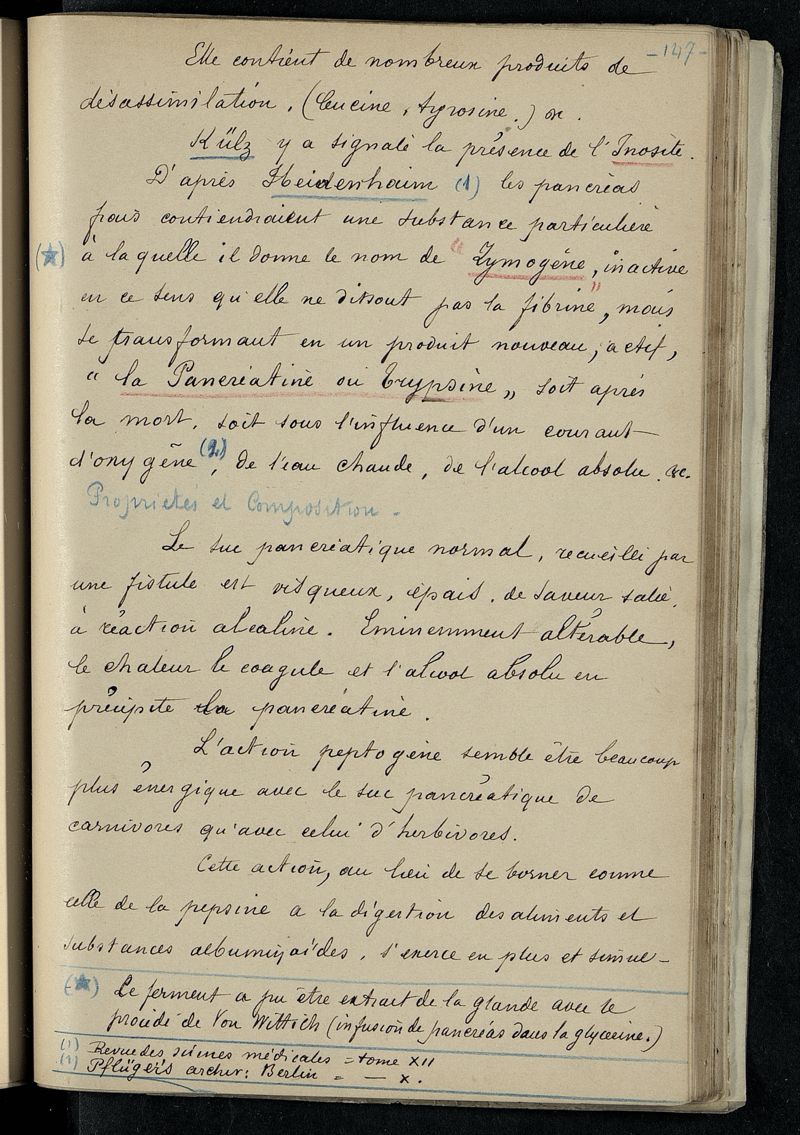 -147-
Elle contient de nombreux produits de
désassimilation, (leucine, tyrosine.) &.
Külz y a signalé la présence de l'Inosite.
D'après Heidenhaim (1) les pancréas
frais contiendraient une substance particulière
(★) à laquelle il donne le nom de "Zymogène", inactive
en ce sens qu'elle ne dissout pas la fibrine, mais
se transformant en un produit nouveau, actif,
"la Pancréatine ou Trypsine" soit après
la mort, soit sous l'influence d'un courant
d'oxygène (2), de l'eau chaude, de l'alcool absolu. &c.
Propriétés et Composition -
Le suc pancréatique normal, recueilli par
une fistule est visqueux, épais, de saveur salée,
à réaction alcaline. Eminemment altérable,
le chaleur le coagule et l'alcool absolu en
précipite la pancréatine.
L'action peptogène semble être beaucoup
plus énergique avec le suc pancréatique de
carnivores qu'avec celui d'herbivores.
Cette action, au lieu de se borner comme
celle de la pepsine a la digestion des aliments et
substances albuminoïdes, s'exerce en plus et simul-
(★) Le ferment a pu être extrait de la glande avec le
procédé de Von Wittich (infusion de pancréas dans la glycerine.)
(1) Revue des scienes médicales = tome XII
(2) Pflüger's archiv: Berlin = — X.